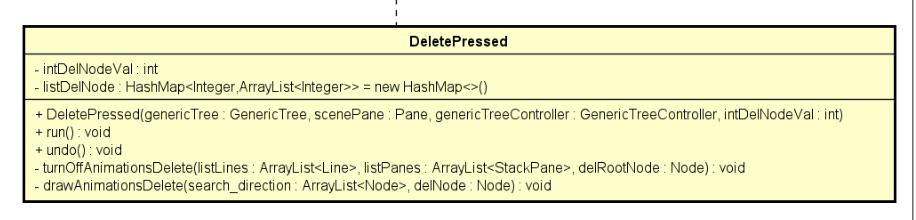 DeletePressed
- intDelNodeVal : int
- listDelNode : HashMap<Integer,ArrayList<Integer>> = new HashMap<>()
+ DeletePressed(genericTree : GenericTree, scenePane : Pane, genericTreeController : GenericTreeController, intDelNodeVal : int)
+ run() : void
+ undo() : void
- turnOffAnimationsDelete(listLines : ArrayList<Line>, listPanes : ArrayList<StackPane>, delRootNode : Node) : void
- drawAnimationsDelete(search_direction : ArrayList<Node>, delNode : Node) : void